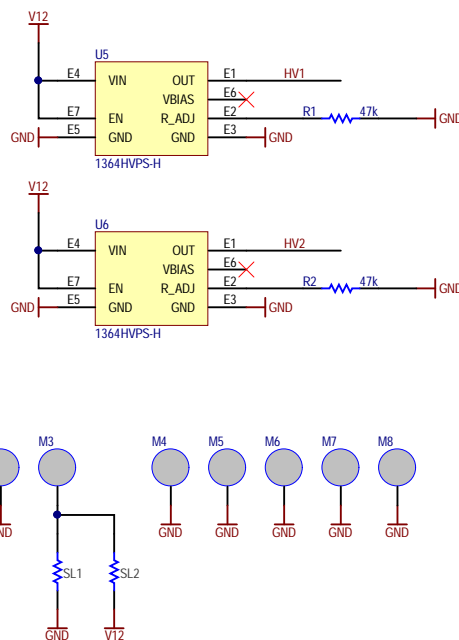 V12
U5
E4 VIN OUT E1 HV1
VBIAS E6
E7 EN R_ADJ E2 R1 47k GND
GND E5 GND GND E3 GND
1364HVPS-H
V12
U6
E4 VIN OUT E1 HV2
VBIAS E6
E7 EN R_ADJ E2 R2 47k GND
GND E5 GND GND E3 GND
1364HVPS-H
M3 M4 M5 M6 M7 M8
GND GND GND GND GND
SL1 SL2
GND V12